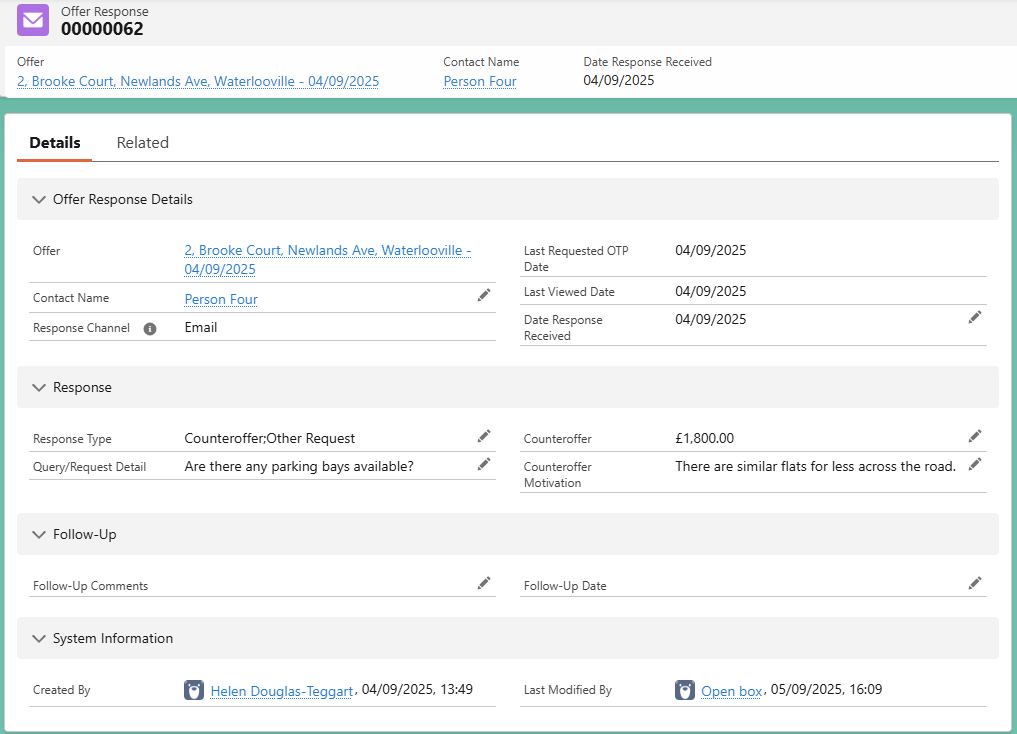 Offer Response
00000062
Offer
Contact Name
Date Response Received
2, Brooke Court, Newlands Ave, Waterlooville - 04/09/2025
Person Four
04/09/2025
Details
Related
Offer Response Details
Offer
2, Brooke Court, Newlands Ave, Waterlooville -
04/09/2025
Last Requested OTP
Date
04/09/2025
Contact Name
Person Four
Last Viewed Date
04/09/2025
Response Channel
Email
Date Response
Received
04/09/2025
Response
Response Type
Counteroffer;Other Request
Counteroffer
£1,800.00
Query/Request Detail
Are there any parking bays available?
Counteroffer
Motivation
There are similar flats for less across the road.
Follow-Up
Follow-Up Comments
Follow-Up Date
System Information
Created By
Helen Douglas-Teggart, 04/09/2025, 13:49
Last Modified By
Open box, 05/09/2025, 16:09